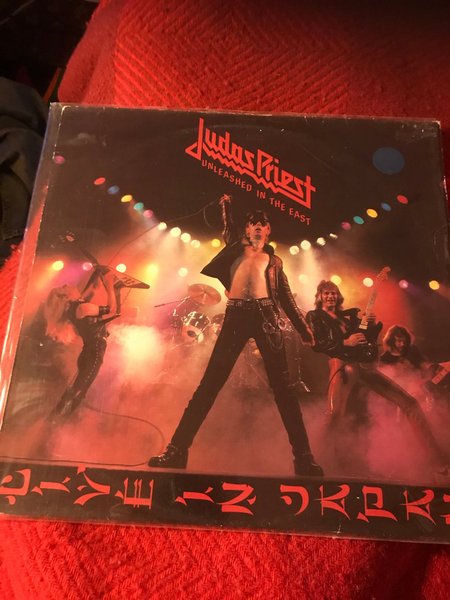 Judas Priest
UNLEASHED IN THE EAST
LIVE IN JAPAN